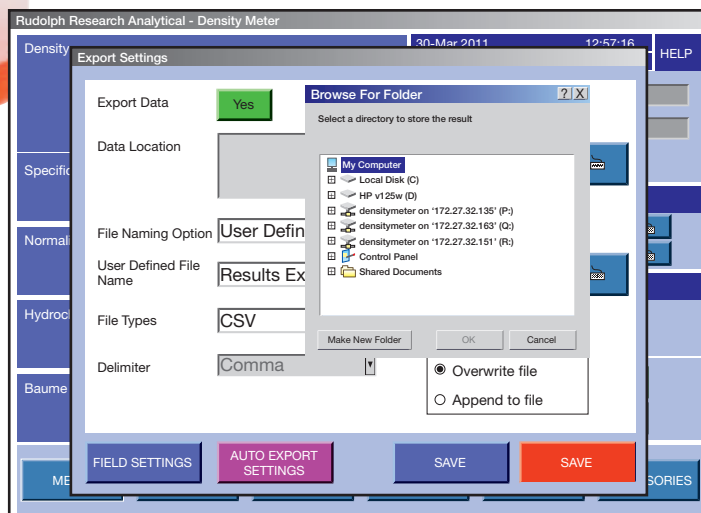 Rudolph Research Analytical - Density Meter
Density
30-Mar 2011 12:57:16
HELP
Export Settings
Export Data
Yes
Browse For Folder
? X
Select a directory to store the result
Data Location
My Computer
Local Disk (C)
HP v125w (D)
densitymeter on '172.27.32.135' (P:)
densitymeter on '172.27.32.163' (Q:)
densitymeter on '172.27.32.151' (R:)
Control Panel
Shared Documents
Make New Folder
OK
Cancel
Specific
Normali
Hydrocl
Baume
File Naming Option
User Defin
User Defined File
Name
Results Ex
File Types
CSV
Delimiter
Comma
Overwrite file
Append to file
FIELD SETTINGS
AUTO EXPORT
SETTINGS
SAVE
SAVE
ME
SORIES